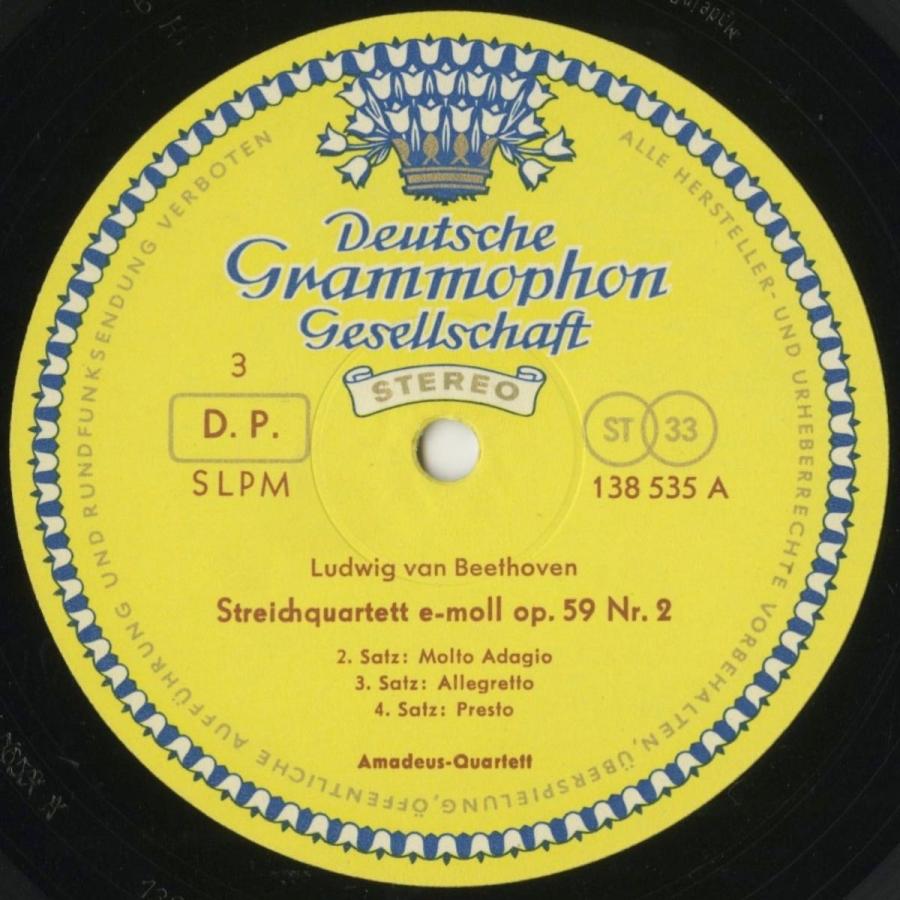 Deutsche
Grammophon
Gesellschaft
STEREO
3
D. P.
SLPM
ST 33
138 535 A
Ludwig van Beethoven
Streichquartett e-moll op. 59 Nr. 2
2. Satz: Molto Adagio
3. Satz: Allegretto
4. Satz: Presto
Amadeus-Quartett
ALLE HERSTELLER- UND URHEBERRECHTE VORBEHALTEN, ÜBERSPIELUNG, ÖFFENTLICHE AUFFÜHRUNG UND RUNDFUNKSENDUNG VERBOTEN